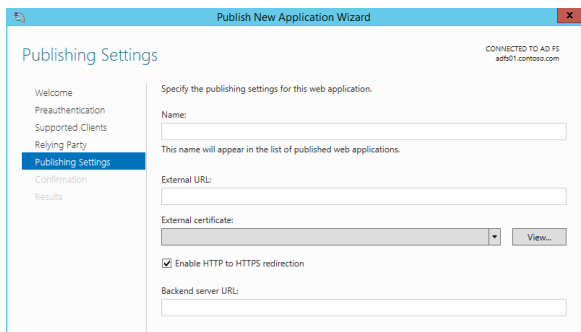 Publish New Application Wizard
x
Publishing Settings
CONNECTED TO AD FS
adfs01.contoso.com
Welcome
Preauthentication
Supported Clients
Relying Party
Publishing Settings
Confirmation
Results
Specify the publishing settings for this web application.
Name:
This name will appear in the list of published web applications.
External URL:
External certificate:
View...
Enable HTTP to HTTPS redirection
Backend server URL: